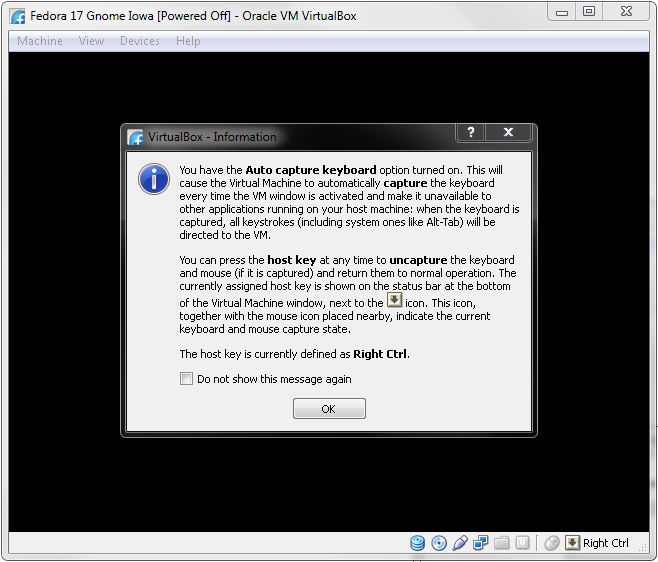 Fedora 17 Gnome Iowa [Powered Off] - Oracle VM VirtualBox
Machine View Devices Help
VirtualBox - Information
?
You have the Auto capture keyboard option turned on. This will
cause the Virtual Machine to automatically capture the keyboard
every time the VM window is activated and make it unavailable to
other applications running on your host machine: when the keyboard is
captured, all keystrokes (including system ones like Alt-Tab) will be
directed to the VM.
You can press the host key at any time to uncapture the keyboard
and mouse (if it is captured) and return them to normal operation. The
currently assigned host key is shown on the status bar at the bottom
of the Virtual Machine window, next to the icon. This icon,
together with the mouse icon placed nearby, indicate the current
keyboard and mouse capture state.
The host key is currently defined as Right Ctrl.
Do not show this message again
OK
Right Ctrl